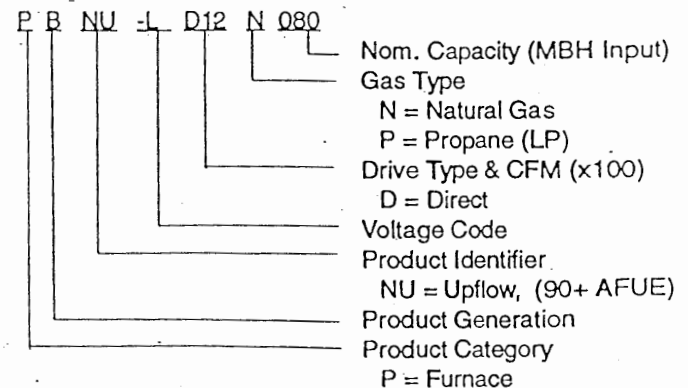 P B NU -L D12 N 080
Nom. Capacity (MBH Input)
Gas Type
N = Natural Gas
P = Propane (LP)
Drive Type & CFM (x100)
D = Direct
Voltage Code
Product Identifier
NU = Upflow, (90+ AFUE)
Product Generation
Product Category
P = Furnace